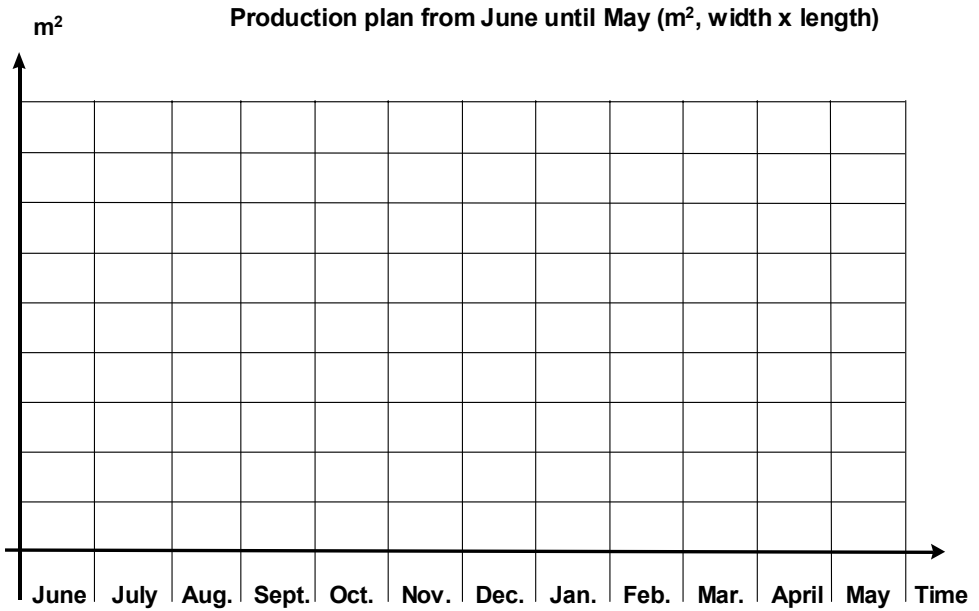 Production plan from June until May (m², width x length)
m²
June July Aug. Sept. Oct. Nov. Dec. Jan. Feb. Mar. April May Time